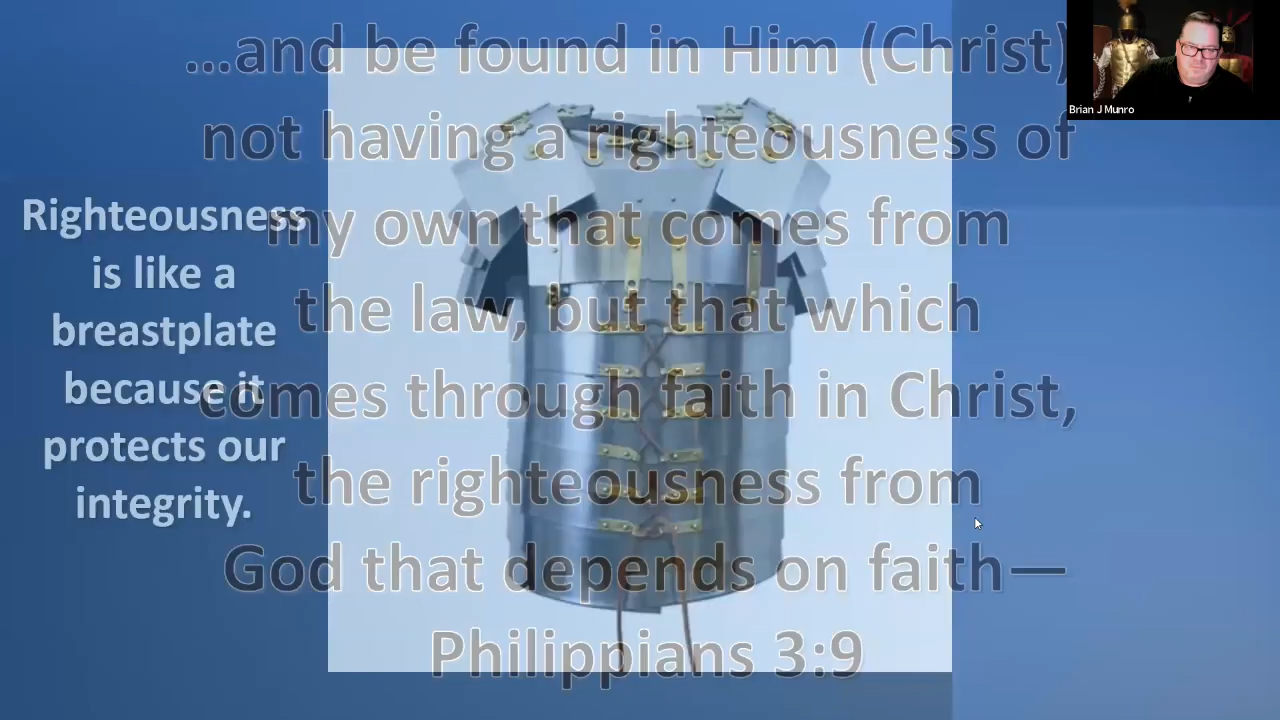 …and be found in Him (Christ)
not having a righteousness of
my own that comes from
the law, but that which
comes through faith in Christ,
the righteousness from
God that depends on faith—
Philippians 3:9
Righteousness
is like a
breastplate
because it
protects our
integrity.
Brian J Munro